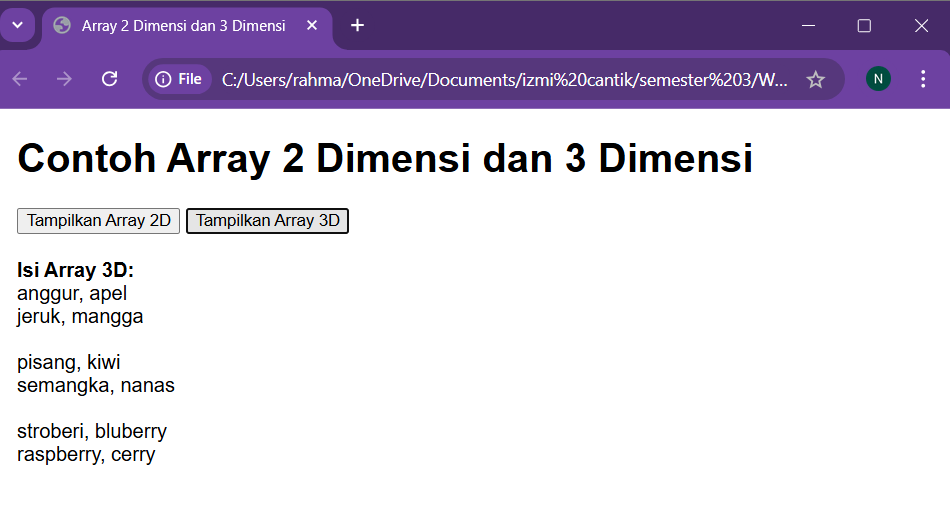 Array 2 Dimensi dan 3 Dimensi
File C:/Users/rahma/OneDrive/Documents/izmi%20cantik/semester%203/W... N
Contoh Array 2 Dimensi dan 3 Dimensi
Tampilkan Array 2D Tampilkan Array 3D
Isi Array 3D:
anggur, apel
jeruk, mangga
pisang, kiwi
semangka, nanas
stroberi, bluberry
raspberry, cerry